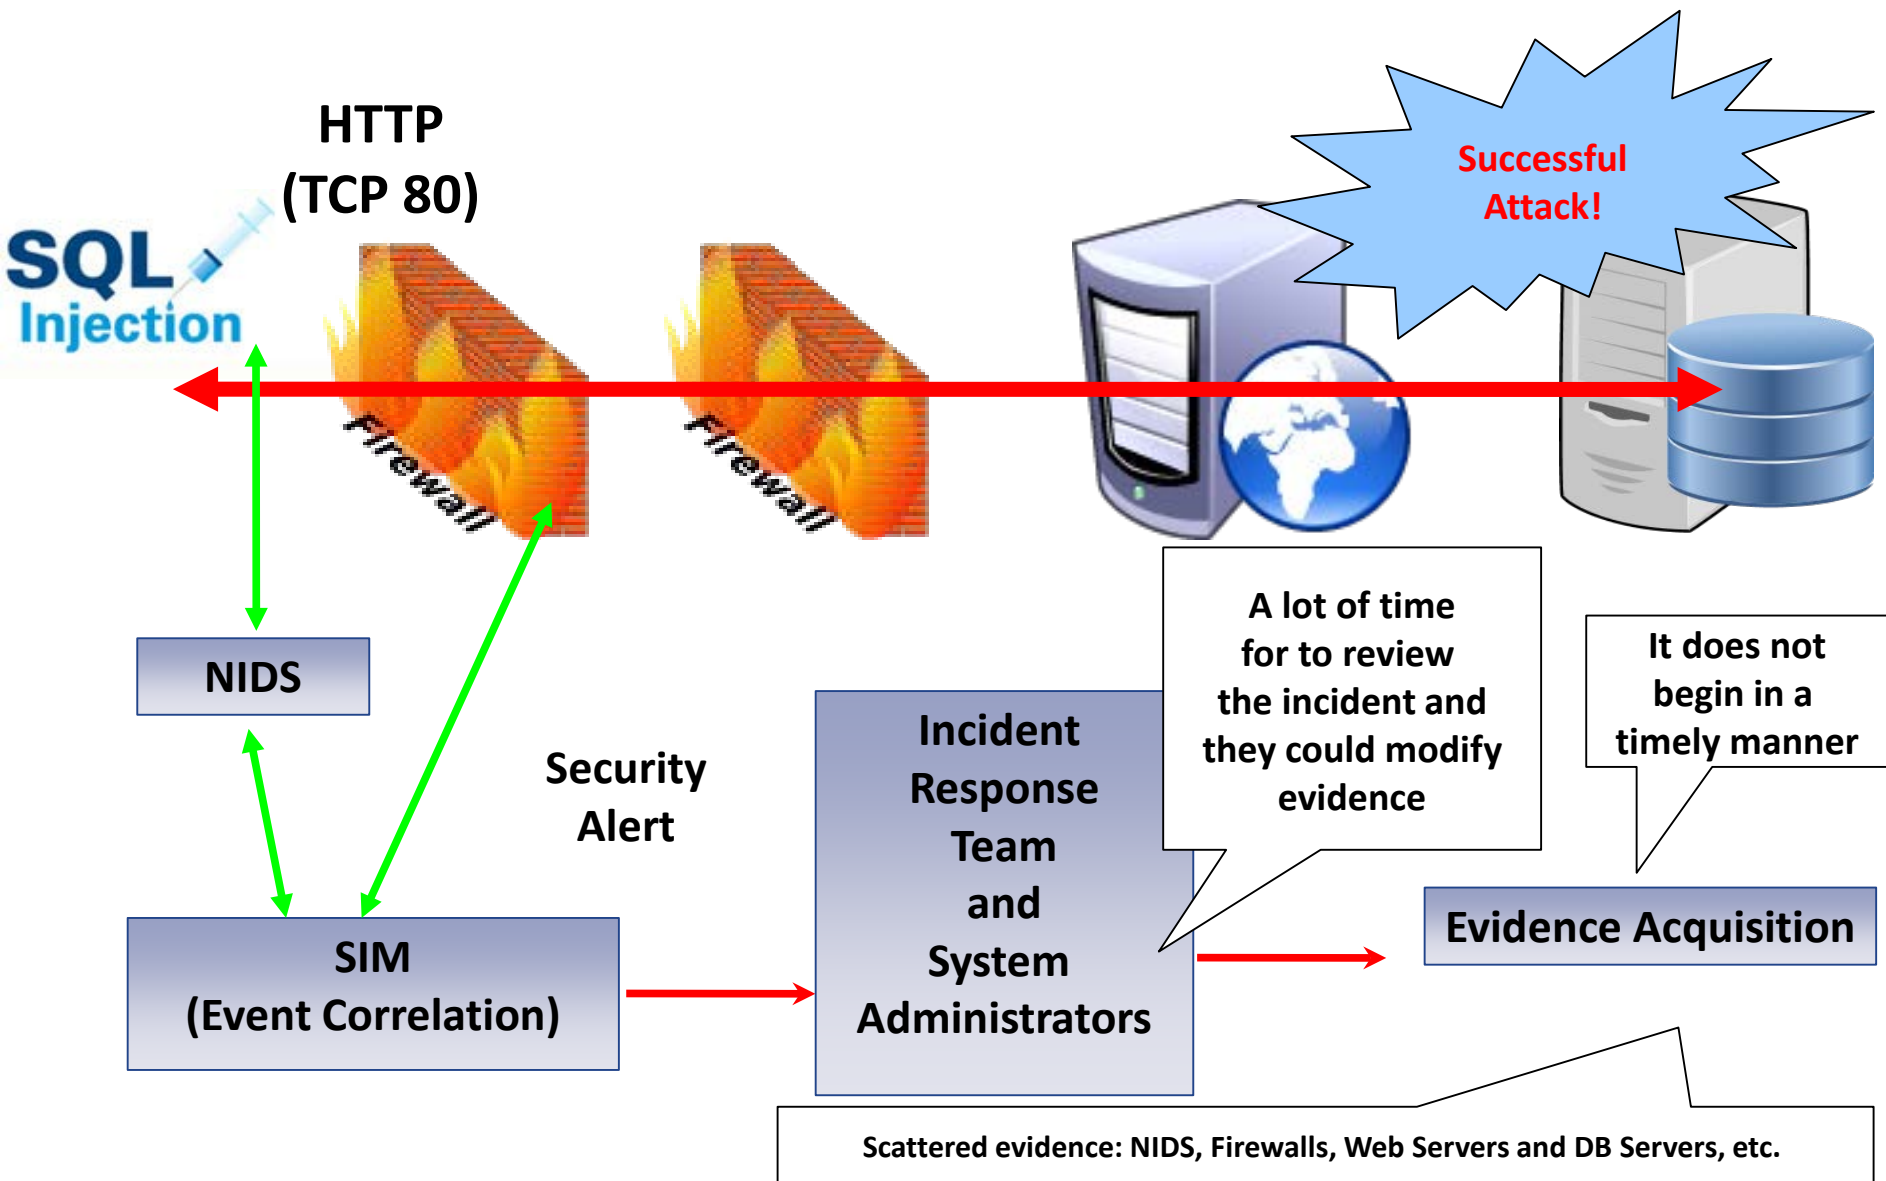 HTTP
(TCP 80)
Successful
Attack!
SQL
Injection
Firewall
Firewall
A lot of time
for to review
the incident and
they could modify
evidence
It does not
begin in a
timely manner
NIDS
Security
Alert
Incident
Response
Team
and
System
Administrators
Evidence Acquisition
SIM
(Event Correlation)
Scattered evidence: NIDS, Firewalls, Web Servers and DB Servers, etc.